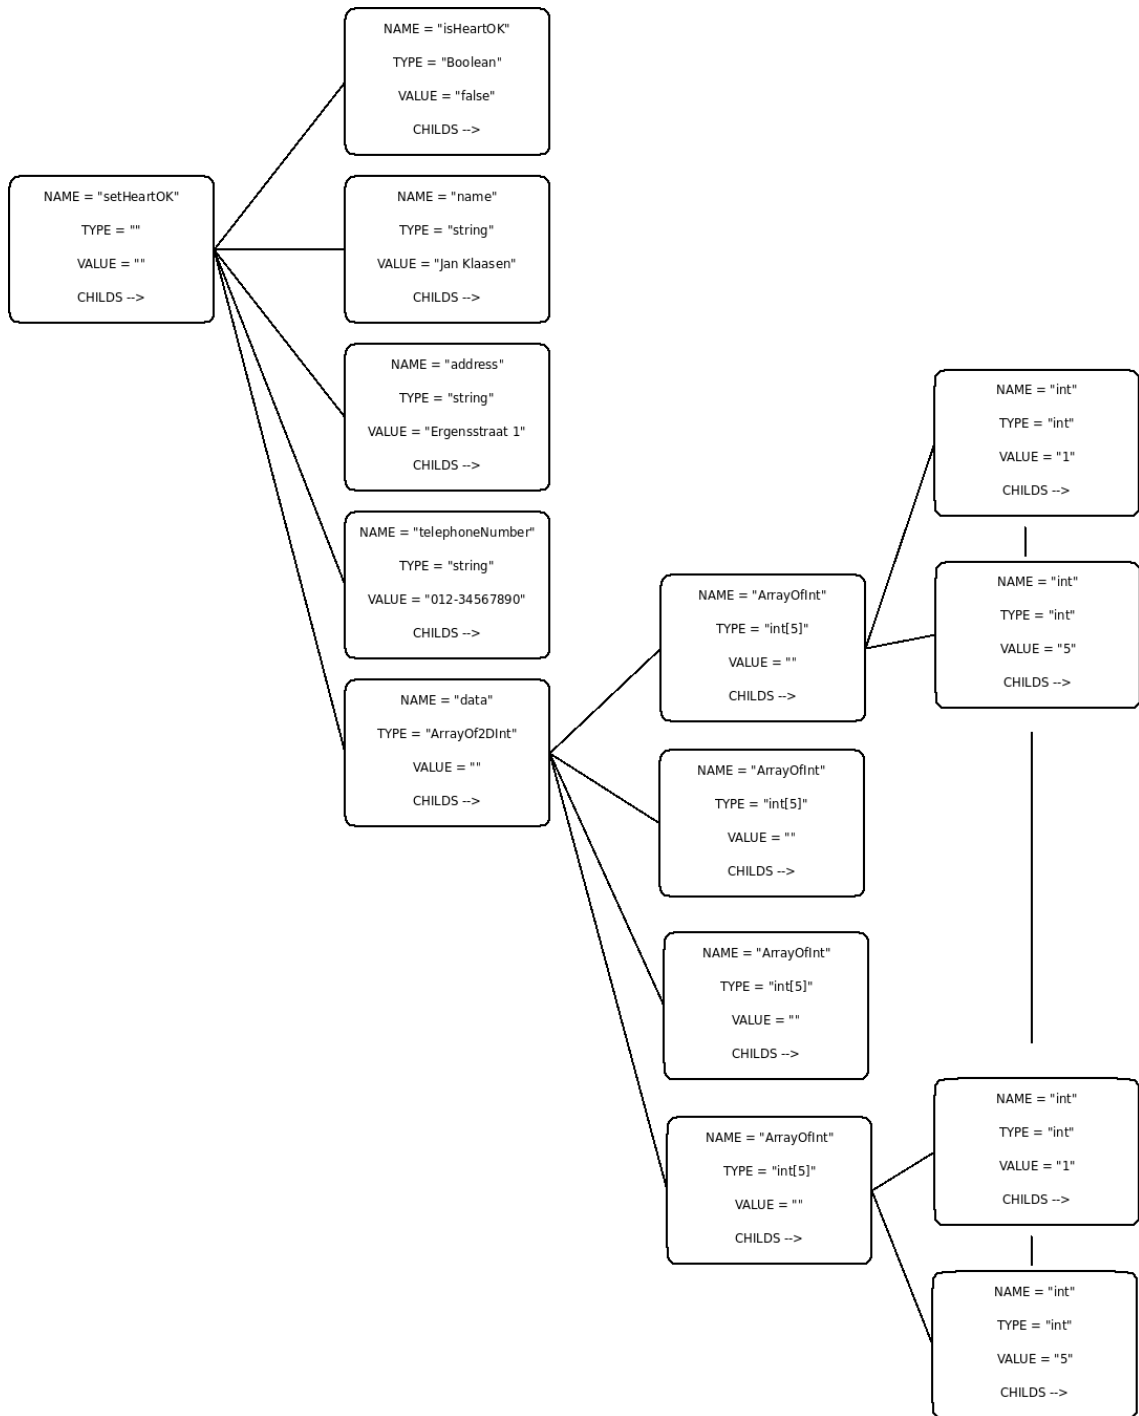 NAME = "isHeartOK"
TYPE = "Boolean"
VALUE = "false"
CHILDS -->
NAME = "setHeartOK"
TYPE = ""
VALUE = ""
CHILDS -->
NAME = "name"
TYPE = "string"
VALUE = "Jan Klaasen"
CHILDS -->
NAME = "address"
TYPE = "string"
VALUE = "Ergensstraat 1"
CHILDS -->
NAME = "telephoneNumber"
TYPE = "string"
VALUE = "012-34567890"
CHILDS -->
NAME = "data"
TYPE = "ArrayOf2DInt"
VALUE = ""
CHILDS -->
NAME = "ArrayOfInt"
TYPE = "int[5]"
VALUE = ""
CHILDS -->
NAME = "ArrayOfInt"
TYPE = "int[5]"
VALUE = ""
CHILDS -->
NAME = "ArrayOfInt"
TYPE = "int[5]"
VALUE = ""
CHILDS -->
NAME = "ArrayOfInt"
TYPE = "int[5]"
VALUE = ""
CHILDS -->
NAME = "int"
TYPE = "int"
VALUE = "1"
CHILDS -->
NAME = "int"
TYPE = "int"
VALUE = "5"
CHILDS -->
NAME = "int"
TYPE = "int"
VALUE = "1"
CHILDS -->
NAME = "int"
TYPE = "int"
VALUE = "5"
CHILDS -->